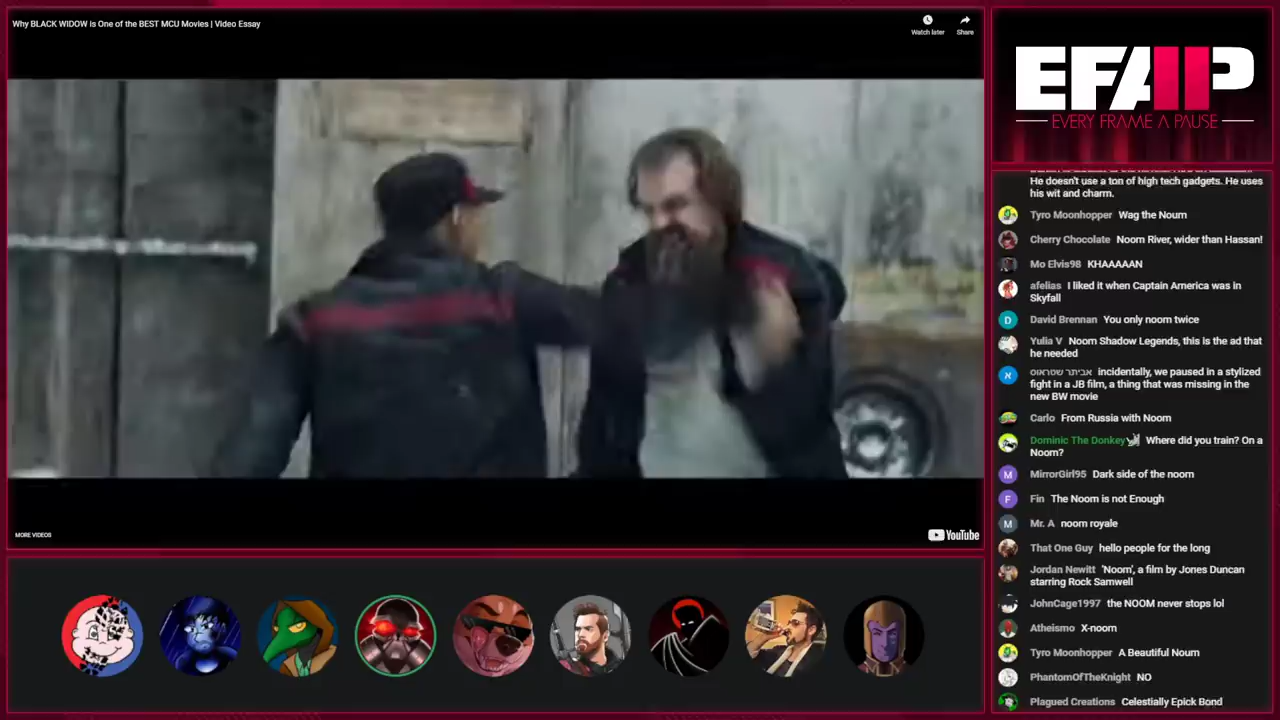 Why BLACK WIDOW is One of the BEST MCU Movies | Video Essay
Watch later
Share
MORE VIDEOS
YouTube
EFAP
EVERY FRAME A PAUSE
He doesn't use a ton of high tech gadgets. He uses
his wit and charm.
Tyro Moonhopper Wag the Noum
Cherry Chocolate Noom River, wider than Hassan!
Mo Elvis98 KHAAAAAN
afelias I liked it when Captain America was in
Skyfall
David Brennan You only noom twice
Yulia V Noom Shadow Legends, this is the ad that
he needed
אביתר שטראוס incidentally, we paused in a stylized
fight in a JB film, a thing that was missing in the
new BW movie
Carlo From Russia with Noom
Dominic The Donkey Where did you train? On a
Noom?
MirrorGirl95 Dark side of the noom
Fin The Noom is not Enough
Mr. A noom royale
That One Guy hello people for the long
Jordan Newitt 'Noom', a film by Jones Duncan
starring Rock Samwell
JohnCage1997 the NOOM never stops lol
Atheismo X-noom
Tyro Moonhopper A Beautiful Noum
PhantomOfTheKnight NO
Plagued Creations Celestially Epick Bond